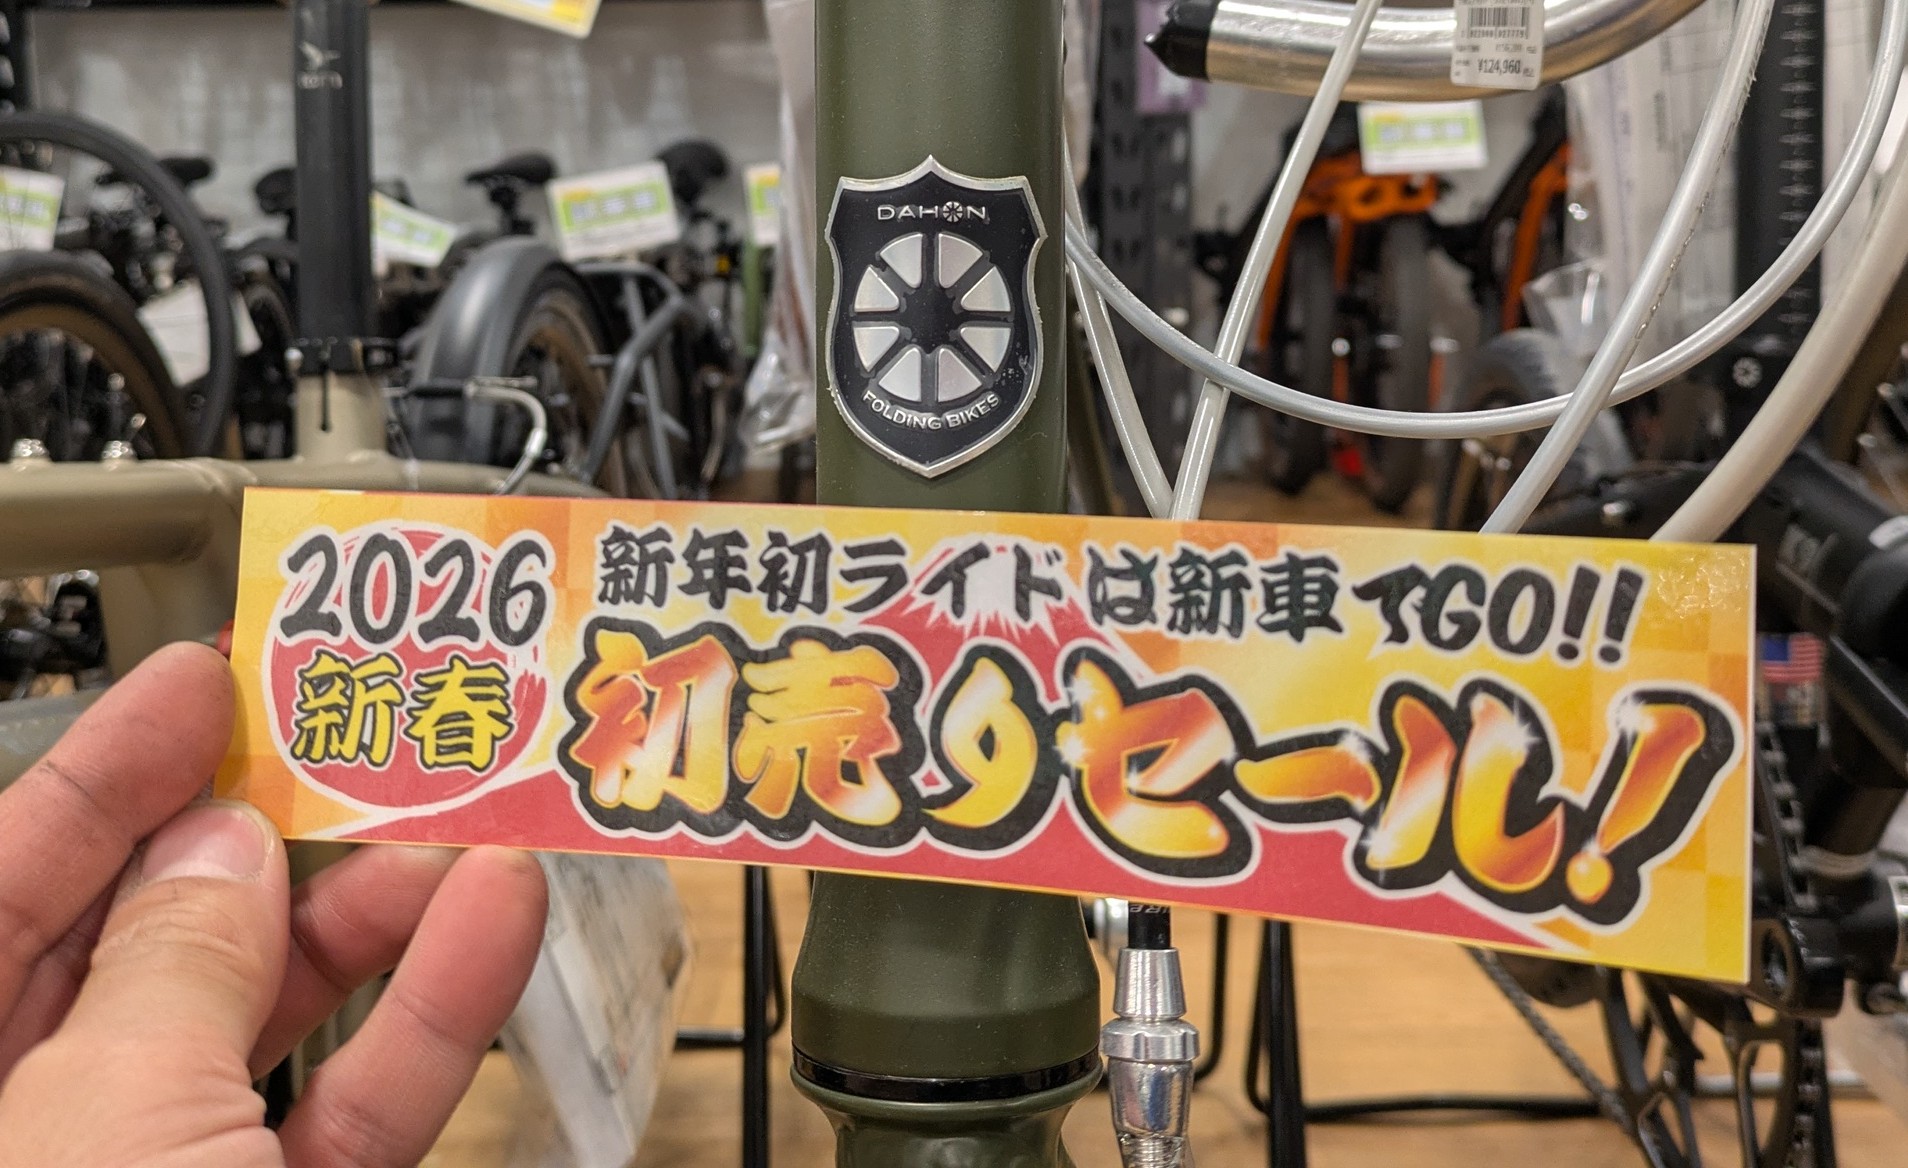 tern
¥124,960
DAHON
FOLDING BIKES
2026
新春
新年初ライドは新車でGO!!
初売りセール!